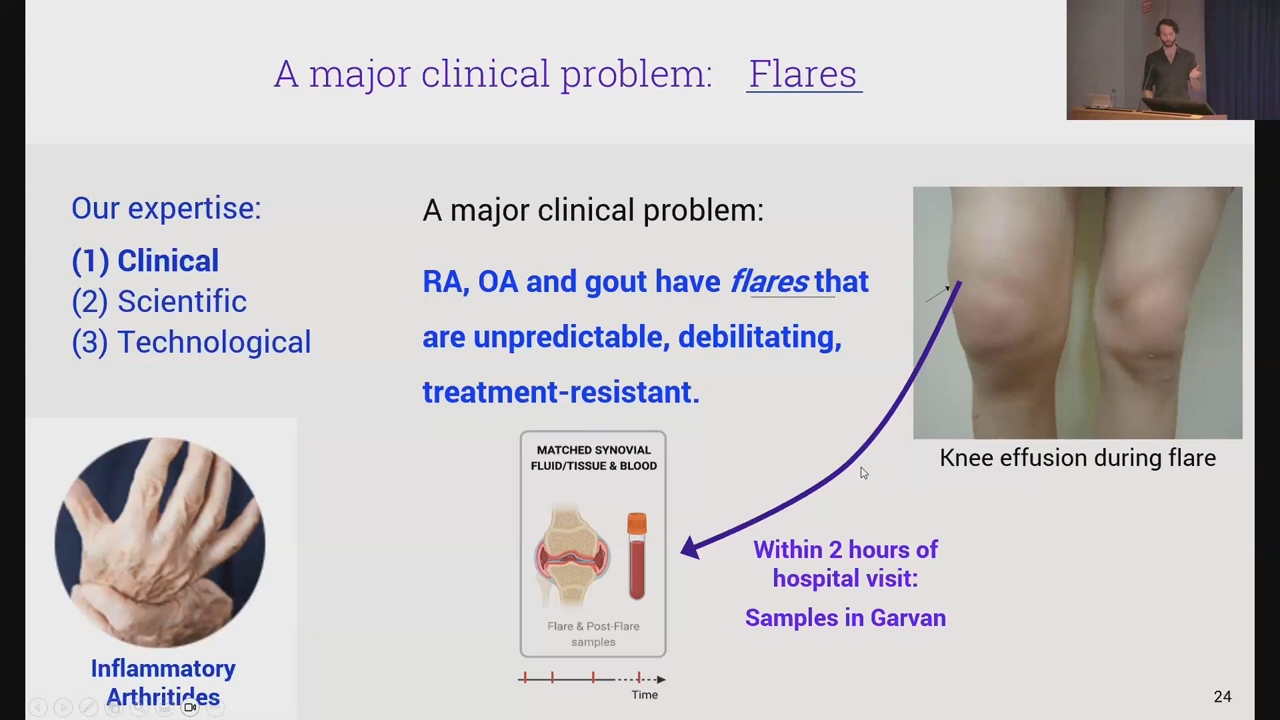 A major clinical problem: Flares
Our expertise:
(1) Clinical
(2) Scientific
(3) Technological
A major clinical problem:
RA, OA and gout have flares that
are unpredictable, debilitating,
treatment-resistant.
Knee effusion during flare
MATCHED SYNOVIAL
FLUID/TISSUE & BLOOD
Flare & Post-Flare
samples
Time
Within 2 hours of
hospital visit:
Samples in Garvan
Inflammatory
Arthritides
24